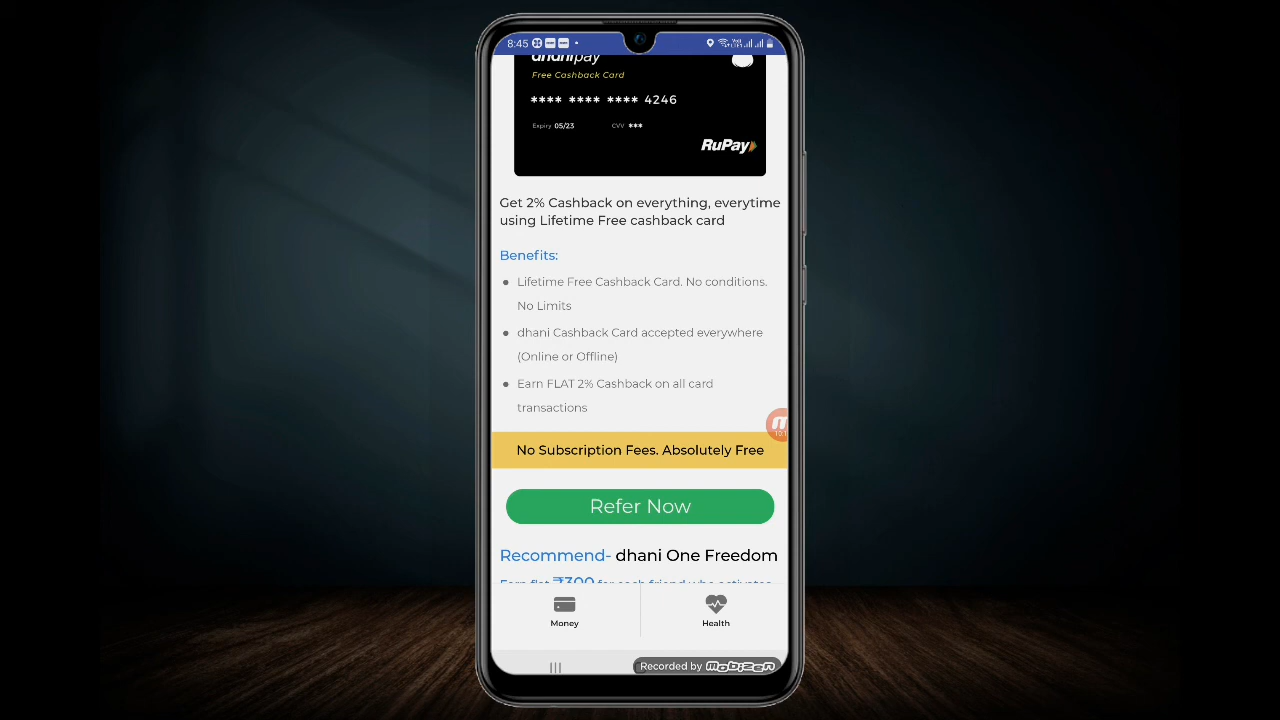 8:45
dhanipay
Free Cashback Card
**** **** **** 4246
Expiry 05/23 CVV ***
RuPay
Get 2% Cashback on everything, everytime
using Lifetime Free cashback card
Benefits:
● Lifetime Free Cashback Card. No conditions.
No Limits
● dhani Cashback Card accepted everywhere
(Online or Offline)
● Earn FLAT 2% Cashback on all card
transactions
No Subscription Fees. Absolutely Free
Refer Now
Recommend- dhani One Freedom
Earn flat ₹300 for each friend who activates
Money Health
Recorded by mobizen